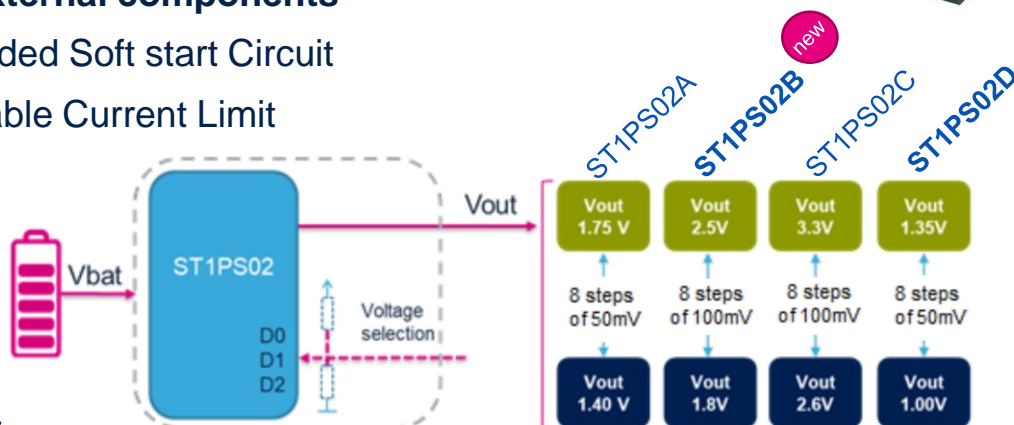 xternal components
ded Soft start Circuit
able Current Limit
new
ST1PS02A
ST1PS02B
ST1PS02C
ST1PS02D
Vbat
ST1PS02
D0
D1
D2
Voltage
selection
Vout
Vout
1.75 V
Vout
2.5V
Vout
3.3V
Vout
1.35V
8 steps
of 50mV
8 steps
of 100mV
8 steps
of 100mV
8 steps
of 50mV
Vout
1.40 V
Vout
1.8V
Vout
2.6V
Vout
1.00V